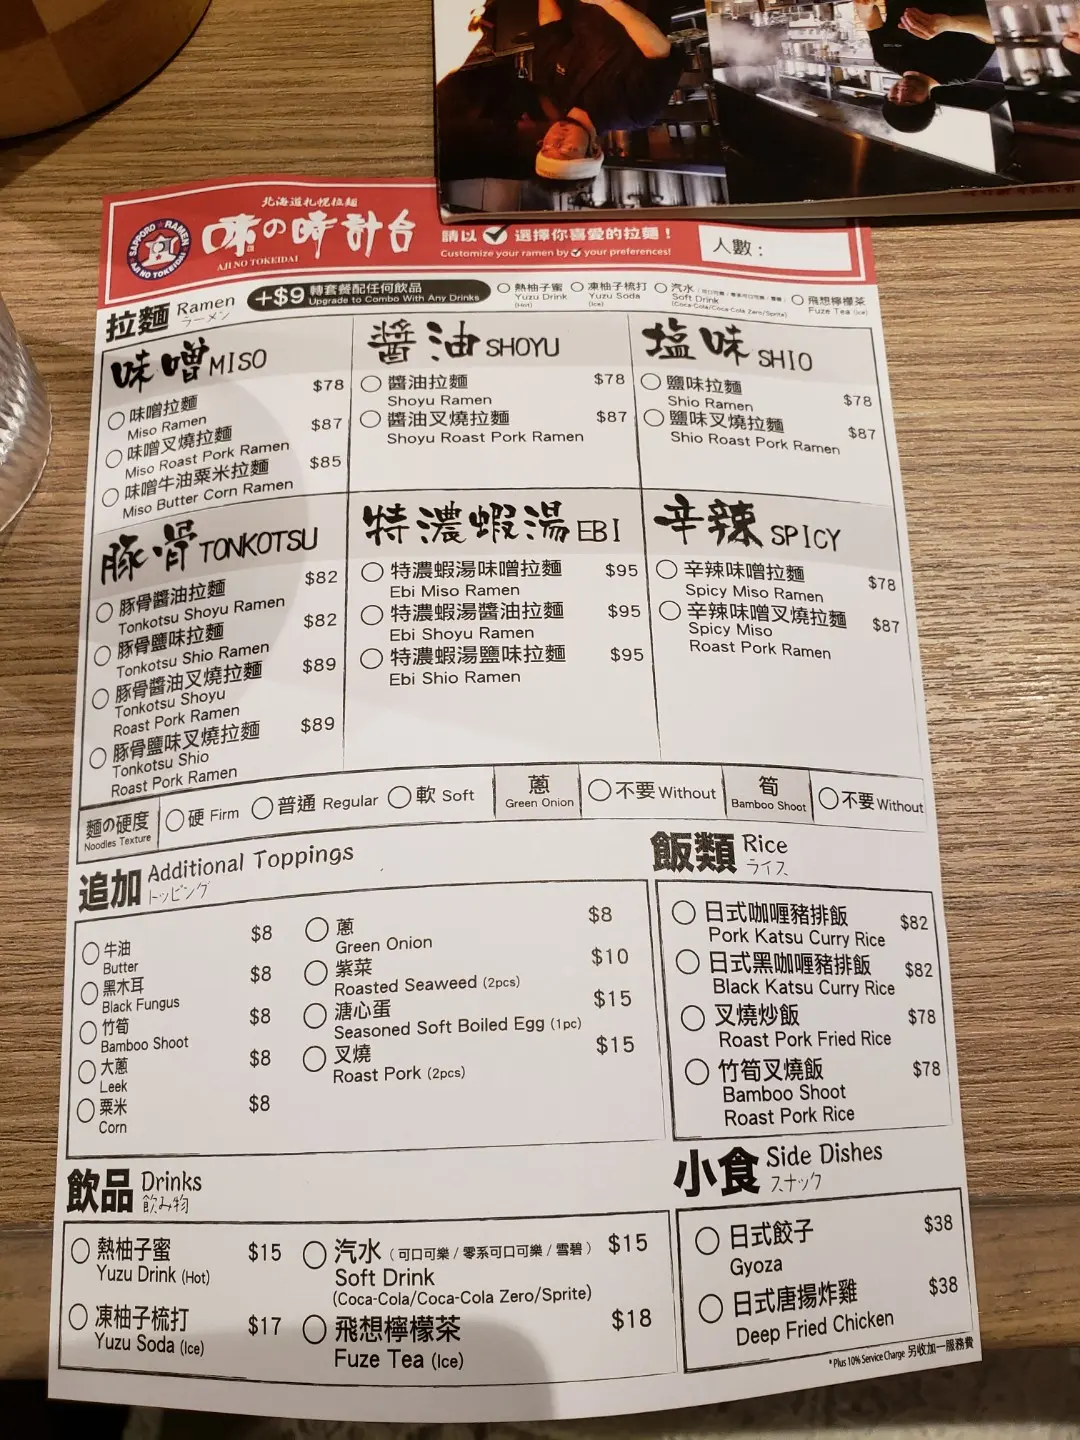 北海道札幌拉麵
味の時計台
AJI NO TOKEIDAI
SAPPORO RAMEN
AJI NO TOKEIDAI
請以 選擇你喜愛的拉麵！
Customize your ramen by your preferences!
人數：
拉麵 Ramen
ラーメン
+$9 轉套餐配任何飲品
Upgrade to Combo With Any Drinks
熱柚子蜜
Yuzu Drink
(Hot)
凍柚子梳打
Yuzu Soda
(Ice)
汽水（可口可樂 / 零系可口可樂 / 雪碧）
Soft Drink
(Coca-Cola/Coca-Cola Zero/Sprite)
飛想檸檬茶
Fuze Tea (Ice)
味噌 MISO
味噌拉麵 $78
Miso Ramen
味噌叉燒拉麵 $87
Miso Roast Pork Ramen
味噌牛油粟米拉麵 $85
Miso Butter Corn Ramen
醬油 SHOYU
醬油拉麵 $78
Shoyu Ramen
醬油叉燒拉麵 $87
Shoyu Roast Pork Ramen
塩味 SHIO
鹽味拉麵 $78
Shio Ramen
鹽味叉燒拉麵 $87
Shio Roast Pork Ramen
豚骨 TONKOTSU
豚骨醬油拉麵 $82
Tonkotsu Shoyu Ramen
豚骨鹽味拉麵 $82
Tonkotsu Shio Ramen
豚骨醬油叉燒拉麵 $89
Tonkotsu Shoyu
Roast Pork Ramen
豚骨鹽味叉燒拉麵 $89
Tonkotsu Shio
Roast Pork Ramen
特濃蝦湯 EBI
特濃蝦湯味噌拉麵 $95
Ebi Miso Ramen
特濃蝦湯醬油拉麵 $95
Ebi Shoyu Ramen
特濃蝦湯鹽味拉麵 $95
Ebi Shio Ramen
辛辣 SPICY
辛辣味噌拉麵 $78
Spicy Miso Ramen
辛辣味噌叉燒拉麵 $87
Spicy Miso
Roast Pork Ramen
麵の硬度
Noodles Texture
硬 Firm
普通 Regular
軟 Soft
蔥
Green Onion
不要 Without
筍
Bamboo Shoot
不要 Without
追加 Additional Toppings
トッピング
牛油 $8
Butter
黑木耳 $8
Black Fungus
竹筍 $8
Bamboo Shoot
大蔥 $8
Leek
粟米 $8
Corn
蔥 $8
Green Onion
紫菜 $10
Roasted Seaweed (2pcs)
溏心蛋 $15
Seasoned Soft Boiled Egg (1pc)
叉燒 $15
Roast Pork (2pcs)
飯類 Rice
ライス
日式咖喱豬排飯 $82
Pork Katsu Curry Rice
日式黑咖喱豬排飯 $82
Black Katsu Curry Rice
叉燒炒飯 $78
Roast Pork Fried Rice
竹筍叉燒飯 $78
Bamboo Shoot
Roast Pork Rice
飲品 Drinks
飲み物
熱柚子蜜 $15
Yuzu Drink (Hot)
凍柚子梳打 $17
Yuzu Soda (Ice)
汽水（可口可樂 / 零系可口可樂 / 雪碧） $15
Soft Drink
(Coca-Cola/Coca-Cola Zero/Sprite)
飛想檸檬茶 $18
Fuze Tea (Ice)
小食 Side Dishes
スナック
日式餃子 $38
Gyoza
日式唐揚炸雞 $38
Deep Fried Chicken
*Plus 10% Service Charge 另收加一服務費